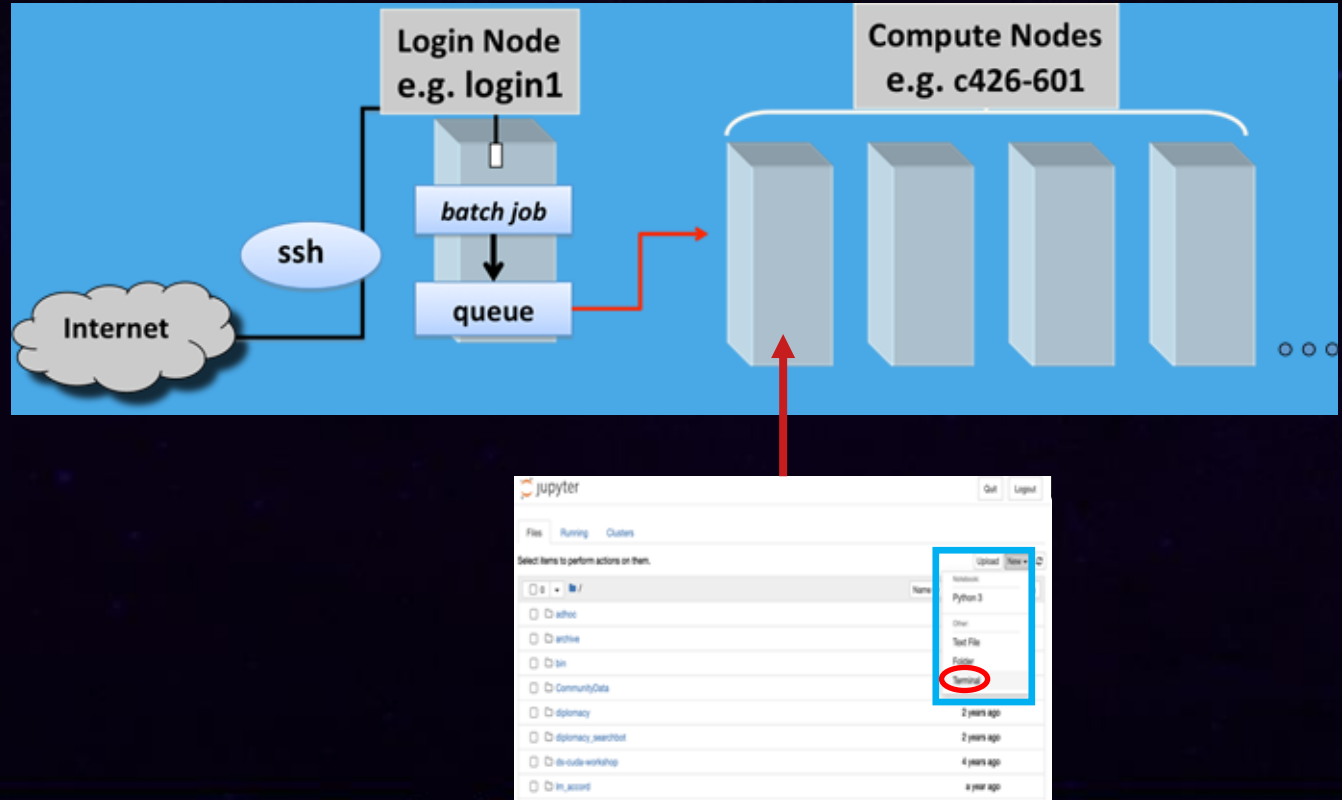 Login Node
e.g. login1
Compute Nodes
e.g. c426-601
batch job
ssh
queue
Internet
jupyter
Quit Logout
Files Running Clusters
Select items to perform actions on them.
Upload New
Notebook:
0 / Name
Python 3
Other:
adhoc
Text File
archive
Folder
bin
Terminal
CommunityData
diplomacy 2 years ago
diplomacy_searchbot 2 years ago
ds-cuda-workshop 4 years ago
lm_accord a year ago